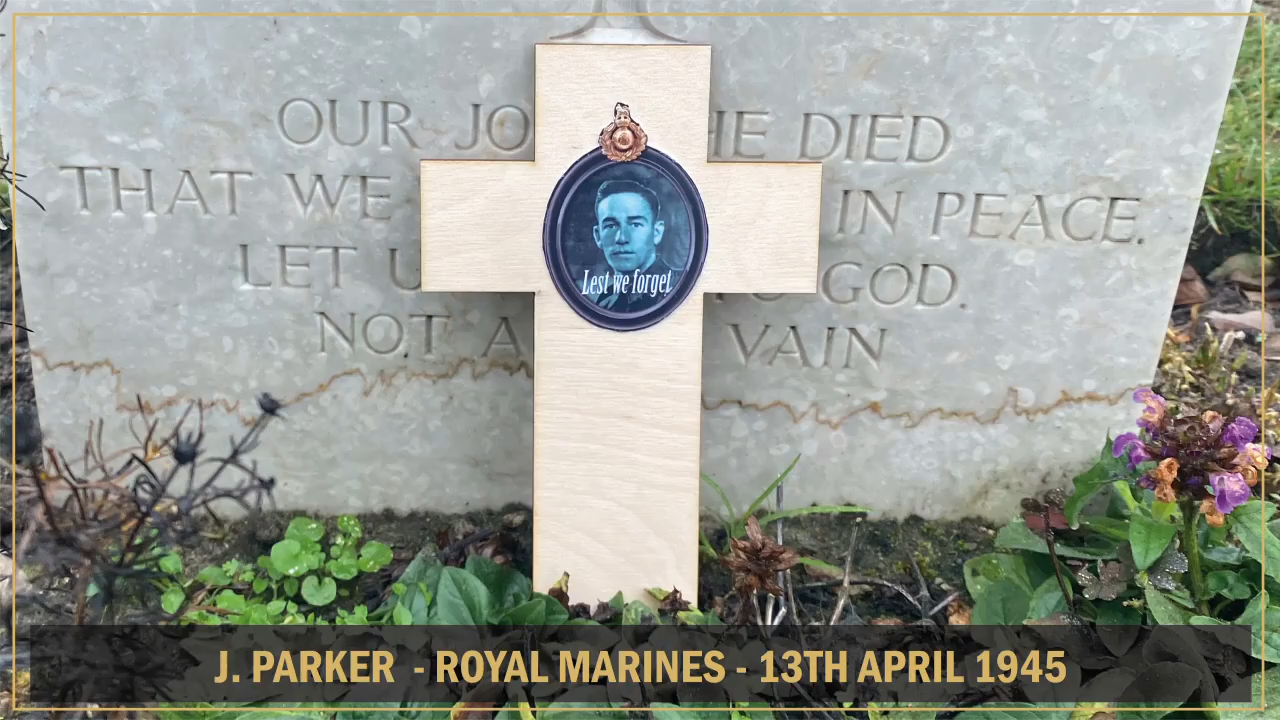 OUR JO HE DIED
THAT WE IN PEACE.
LET U TO GOD.
NOT A VAIN
Lest we forget
J. PARKER - ROYAL MARINES - 13TH APRIL 1945